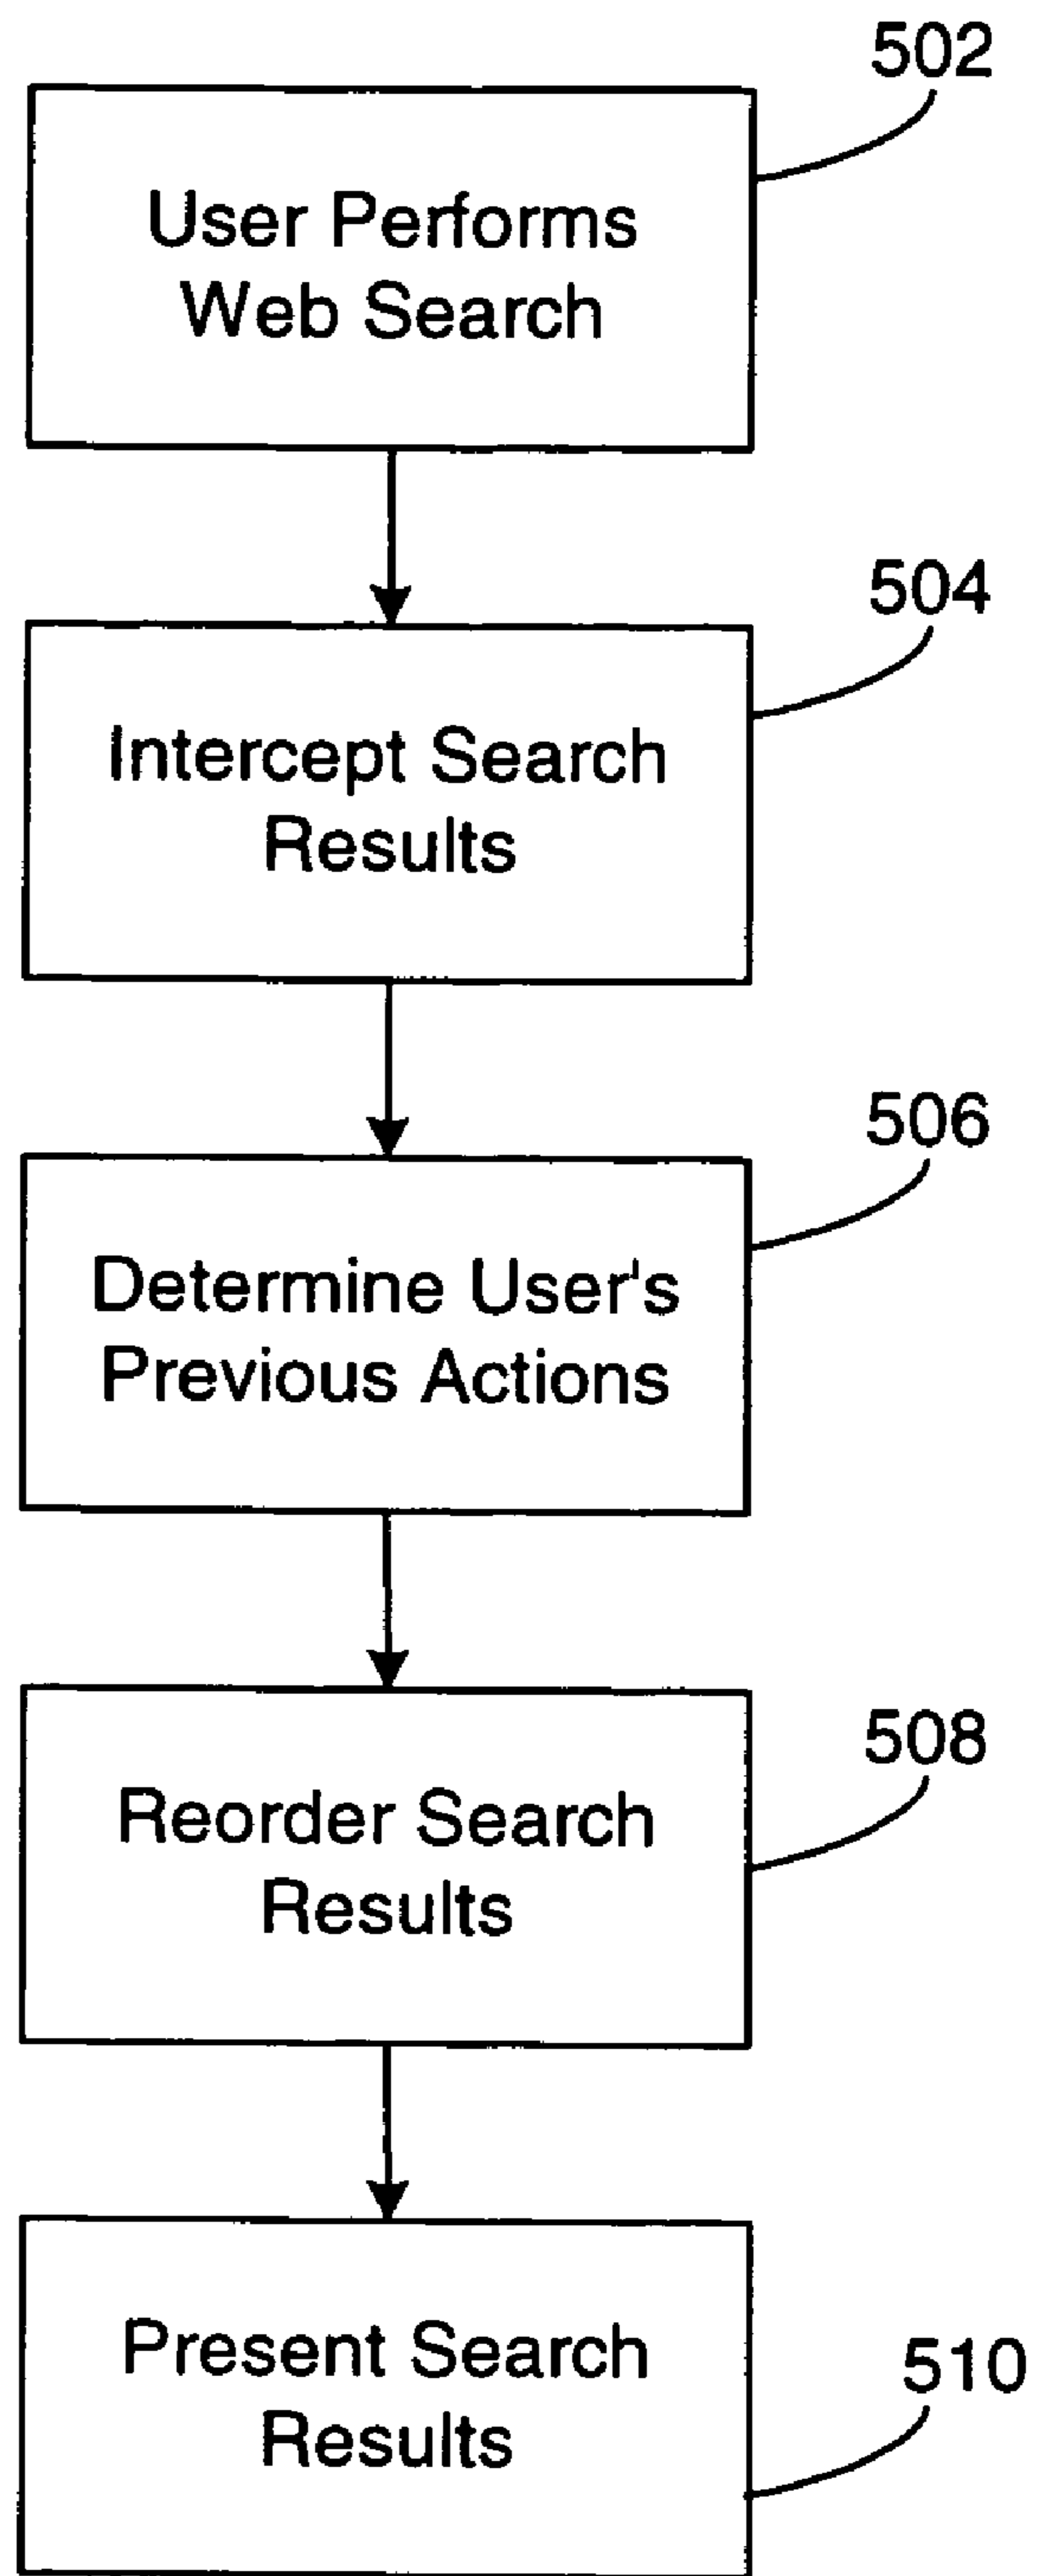 502
User Performs
Web Search
504
Intercept Search
Results
506
Determine User's
Previous Actions
508
Reorder Search
Results
510
Present Search
Results